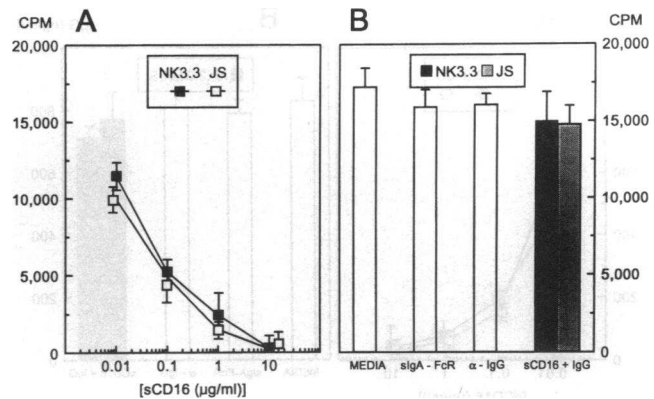 CPM A B CPM
20,000 20,000
NK3.3 JS NK3.3 JS
15,000 15,000
10,000 10,000
5,000 5,000
0 0
0.01 0.1 1 10 MEDIA sIgA - FcR α - IgG sCD16 + IgG
[sCD16 (µg/ml)]